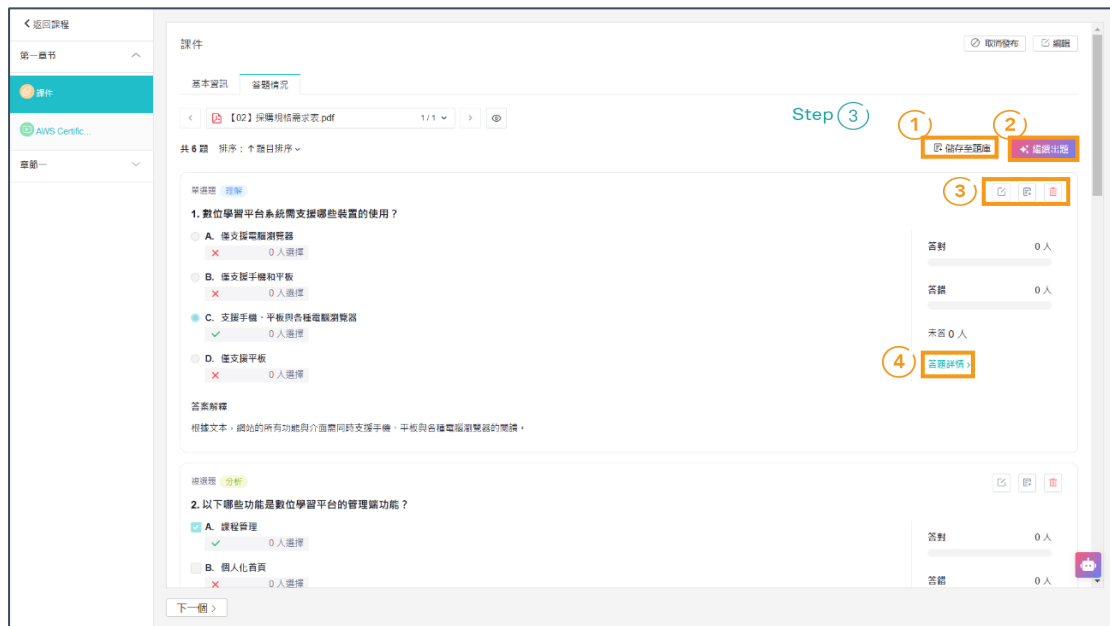 返回課程
第一章节
課件
AWS Certific...
章節一
課件
取消發布
編輯
基本資訊
答題情況
【02】採購規格需求表.pdf
1 / 1
Step 3
1
2
共 6 題 排序：個題目排序
儲存至題庫
繼續出題
單選題 理解
3
1. 數位學習平台系統需支援哪些裝置的使用？
A. 僅支援電腦瀏覽器
0 人選擇
B. 僅支援手機和平板
0 人選擇
C. 支援手機、平板與各種電腦瀏覽器
0 人選擇
D. 僅支援平板
0 人選擇
答對 0 人
答錯 0 人
未答 0 人
4
答題詳情
答案解釋
根據文本，網站的所有功能與介面需同時支援手機、平板與各種電腦瀏覽器的閱讀。
複選題 分析
2. 以下哪些功能是數位學習平台的管理端功能？
A. 課程管理
0 人選擇
B. 個人化首頁
0 人選擇
答對 0 人
答錯 0 人
下一個